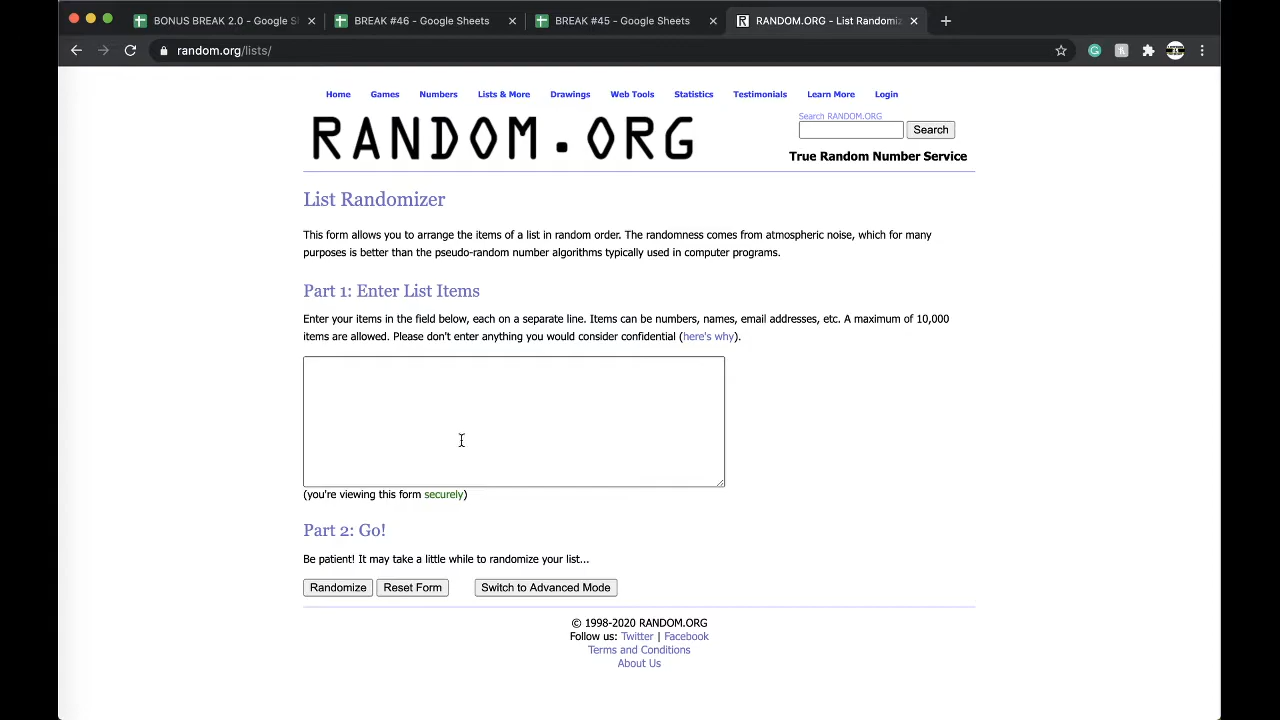 BONUS BREAK 2.0 - Google S
BREAK #46 - Google Sheets
BREAK #45 - Google Sheets
RANDOM.ORG - List Randomiz
random.org/lists/
Home Games Numbers Lists & More Drawings Web Tools Statistics Testimonials Learn More Login
RANDOM.ORG
Search RANDOM.ORG
Search
True Random Number Service
List Randomizer
This form allows you to arrange the items of a list in random order. The randomness comes from atmospheric noise, which for many
purposes is better than the pseudo-random number algorithms typically used in computer programs.
Part 1: Enter List Items
Enter your items in the field below, each on a separate line. Items can be numbers, names, email addresses, etc. A maximum of 10,000
items are allowed. Please don't enter anything you would consider confidential (here's why).
(you're viewing this form securely)
Part 2: Go!
Be patient! It may take a little while to randomize your list...
Randomize Reset Form Switch to Advanced Mode
© 1998-2020 RANDOM.ORG
Follow us: Twitter | Facebook
Terms and Conditions
About Us